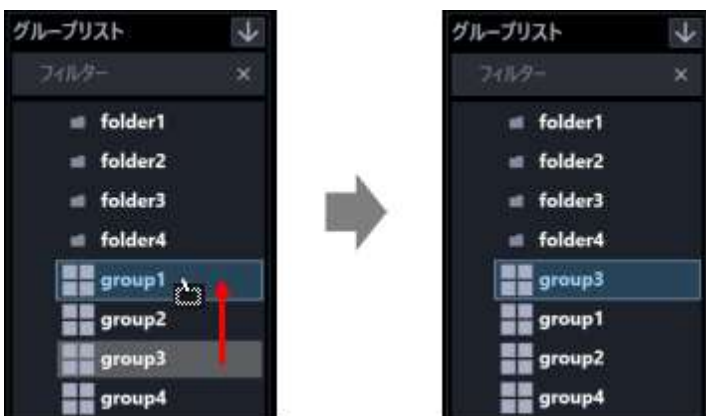 グループリスト
フィルター
folder1
folder2
folder3
folder4
group1
group2
group3
group4
グループリスト
フィルター
folder1
folder2
folder3
folder4
group3
group1
group2
group4